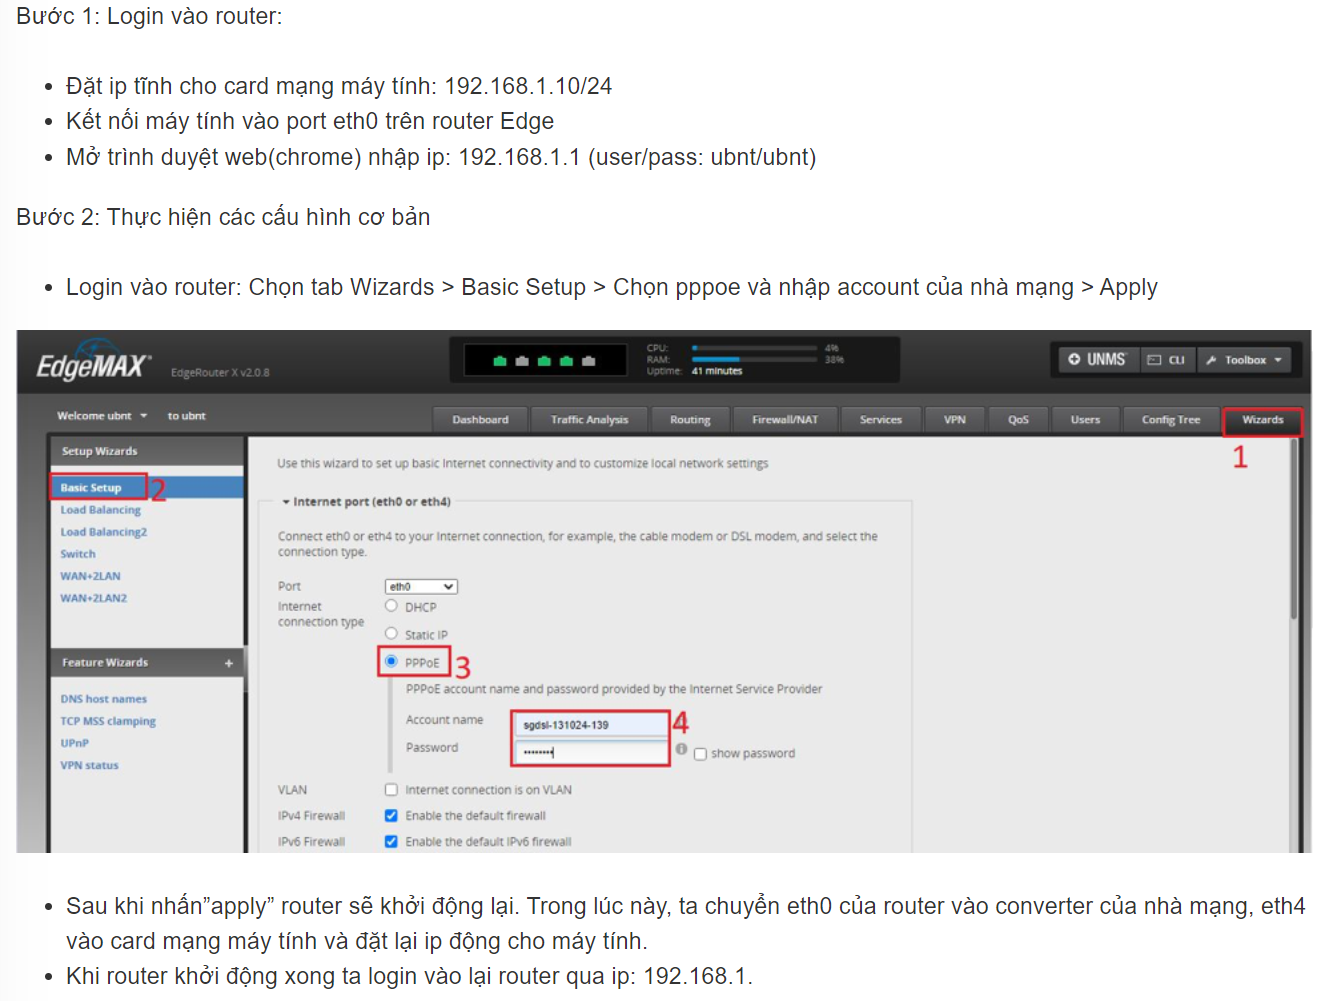 Bước 1: Login vào router:
Đặt ip tĩnh cho card mạng máy tính: 192.168.1.10/24
Kết nối máy tính vào port eth0 trên router Edge
Mở trình duyệt web(chrome) nhập ip: 192.168.1.1 (user/pass: ubnt/ubnt)
Bước 2: Thực hiện các cấu hình cơ bản
Login vào router: Chọn tab Wizards > Basic Setup > Chọn pppoe và nhập account của nhà mạng > Apply
EdgeMAX
EdgeRouter X v2.0.8
CPU: 4%
RAM: 38%
Uptime: 41 minutes
UNMS CLI Toolbox
Welcome ubnt to ubnt
Dashboard Traffic Analysis Routing Firewall/NAT Services VPN QoS Users Config Tree Wizards
1
Setup Wizards
Basic Setup 2
Load Balancing
Load Balancing2
Switch
WAN+2LAN
WAN+2LAN2
Feature Wizards +
DNS host names
TCP MSS clamping
UPnP
VPN status
Use this wizard to set up basic Internet connectivity and to customize local network settings
Internet port (eth0 or eth4)
Connect eth0 or eth4 to your Internet connection, for example, the cable modem or DSL modem, and select the
connection type.
Port eth0
Internet
connection type
DHCP
Static IP
PPPoE 3
PPPoE account name and password provided by the Internet Service Provider
Account name sgdsl-131024-139 4
Password •••••••• show password
VLAN Internet connection is on VLAN
IPv4 Firewall Enable the default firewall
IPv6 Firewall Enable the default IPv6 firewall
Sau khi nhấn”apply” router sẽ khởi động lại. Trong lúc này, ta chuyển eth0 của router vào converter của nhà mạng, eth4
vào card mạng máy tính và đặt lại ip động cho máy tính.
Khi router khởi động xong ta login vào lại router qua ip: 192.168.1.